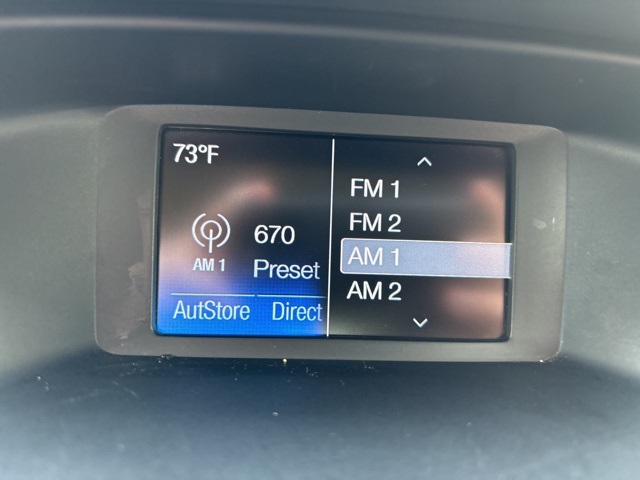 73°F
670
AM 1
Preset
AutStore Direct
FM 1
FM 2
AM 1
AM 2